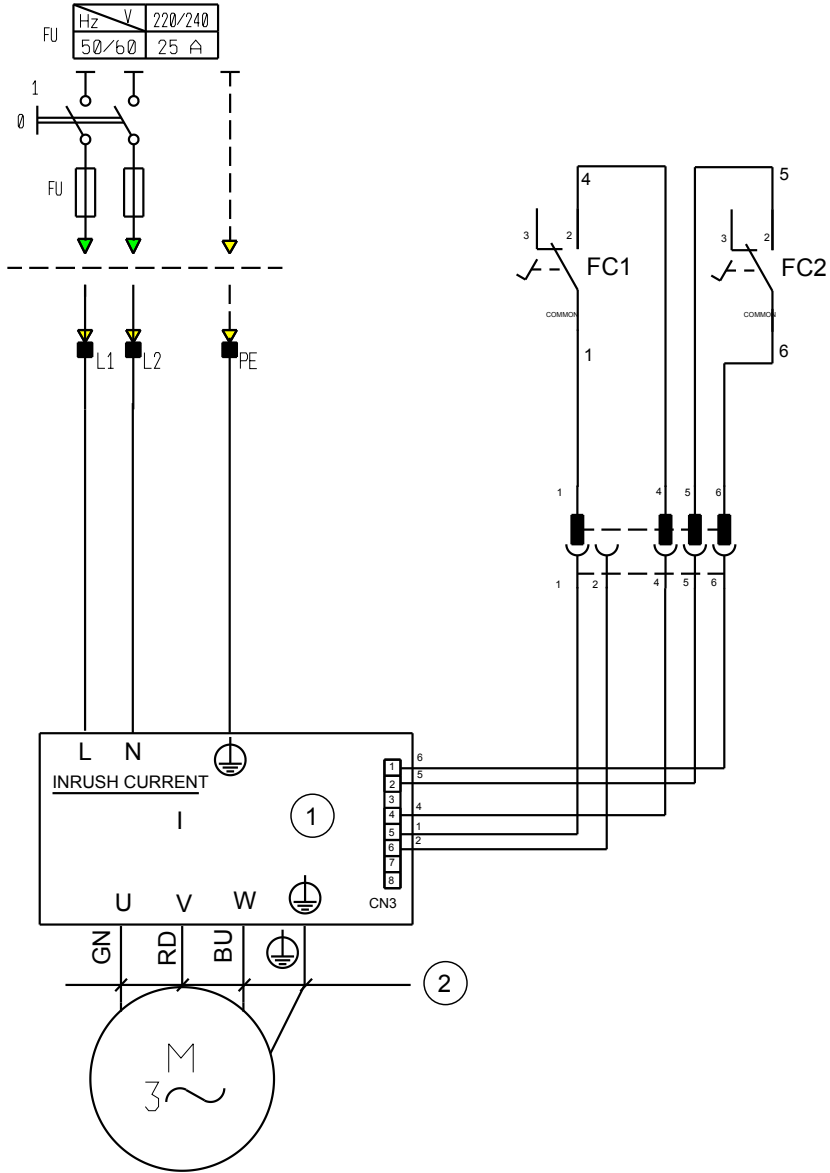 Hz V 220/240
FU
50/60 25 A
1
0
FU
4
5
3 2
FC1
3 2
FC2
COMMON
COMMON
1
6
L1 L2 PE
1 4 5 6
1 2 4 5 6
L N
INRUSH CURRENT
I
1
1 6
2 5
3
4 4
5 1
6 2
7
8
CN3
U V W
GN RD BU
2
M
3